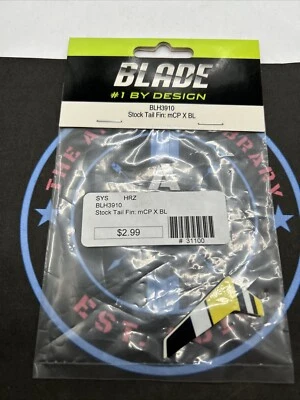 BLADE
#1 BY DESIGN
BLH3910
Stock Tail Fin: mCP X BL
SYS HRZ
BLH3910
Stock Tail Fin: mCP X BL
$2.99
# 31100